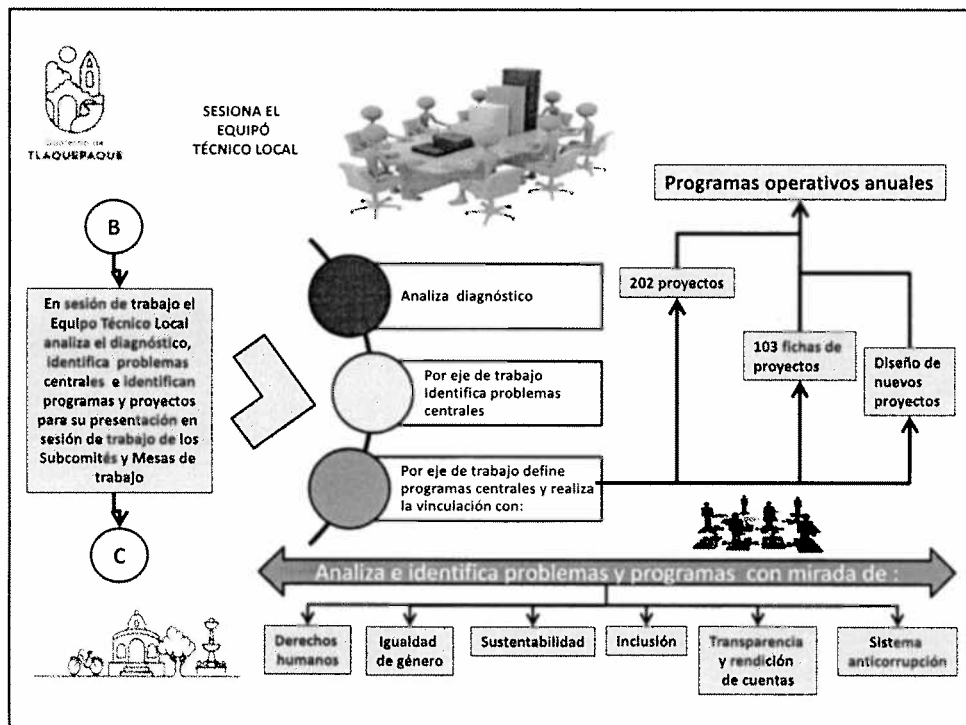 Gobierno de
TLAQUEPAQUE
SESIONA EL
EQUIPÓ
TÉCNICO LOCAL
B
En sesión de trabajo el
Equipo Técnico Local
analiza el diagnóstico,
identifica problemas
centrales e identifican
programas y proyectos
para su presentación en
sesión de trabajo de los
Subcomités y Mesas de
trabajo
C
Analiza diagnóstico
Por eje de trabajo
Identifica problemas
centrales
Por eje de trabajo define
programas centrales y realiza
la vinculación con:
Programas operativos anuales
202 proyectos
103 fichas de
proyectos
Diseño de
nuevos
proyectos
Analiza e identifica problemas y programas con mirada de :
Derechos
humanos
Igualdad
de género
Sustentabilidad
Inclusión
Transparencia
y rendición
de cuentas
Sistema
anticorrupción